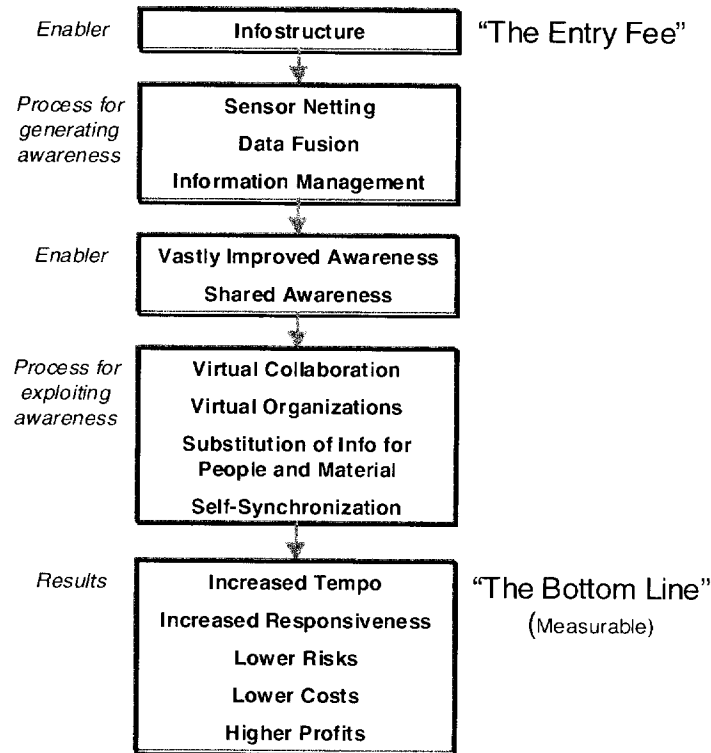 Enabler
Infostructure
“The Entry Fee”
Process for
generating
awareness
Sensor Netting
Data Fusion
Information Management
Enabler
Vastly Improved Awareness
Shared Awareness
Process for
exploiting
awareness
Virtual Collaboration
Virtual Organizations
Substitution of Info for
People and Material
Self-Synchronization
Results
Increased Tempo
Increased Responsiveness
Lower Risks
Lower Costs
Higher Profits
“The Bottom Line”
(Measurable)